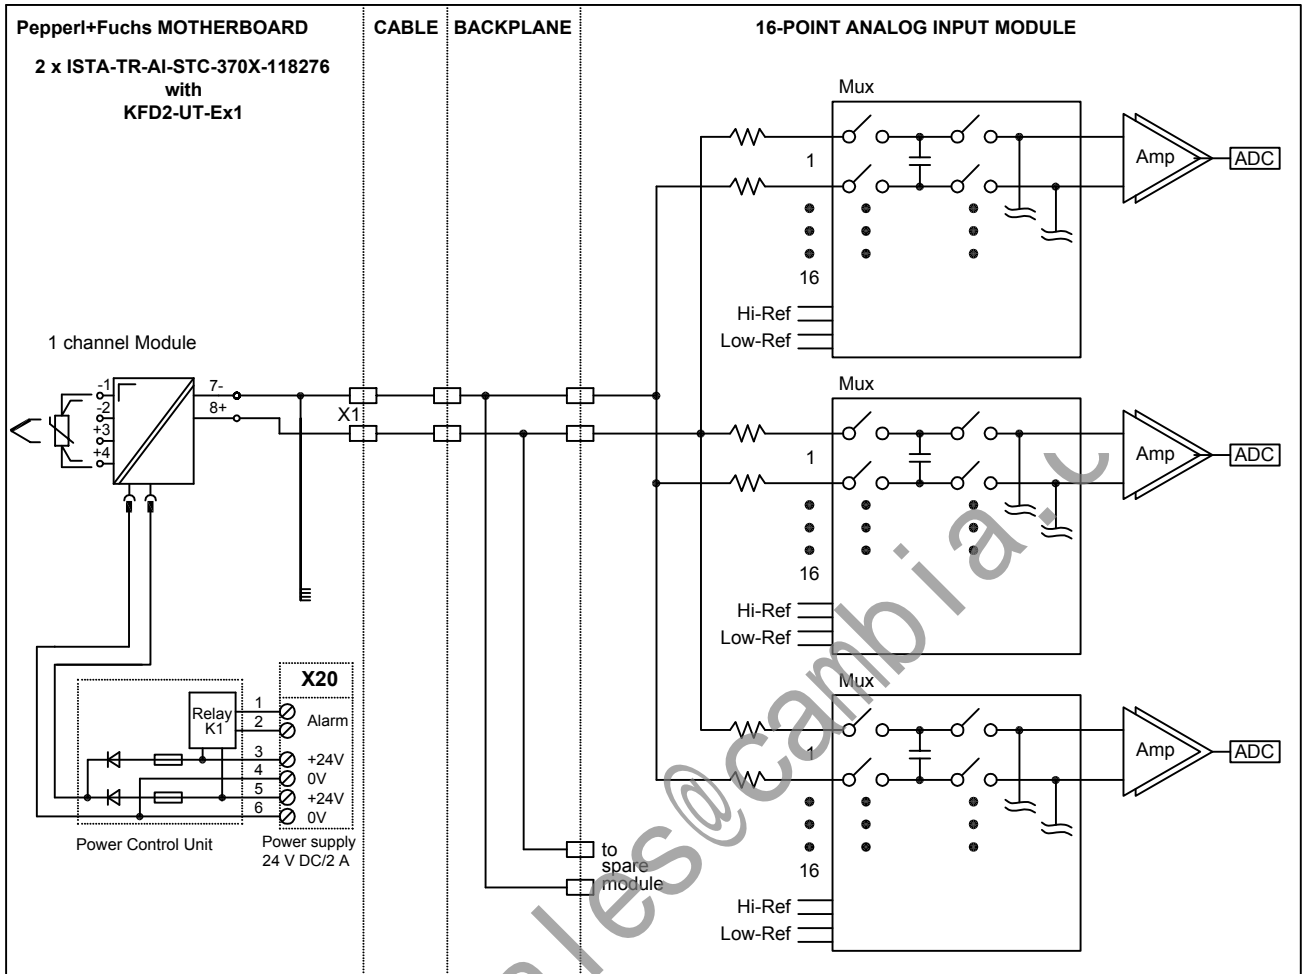 Pepperl+Fuchs MOTHERBOARD
CABLE
BACKPLANE
16-POINT ANALOG INPUT MODULE
2 x ISTA-TR-AI-STC-370X-118276
with
KFD2-UT-Ex1
Mux
1
16
Hi-Ref
Low-Ref
Amp
ADC
1 channel Module
-1
-2
+3
+4
7-
8+
X1
Mux
1
16
Hi-Ref
Low-Ref
Amp
ADC
X20
Relay
K1
1
2
Alarm
3
+24V
4
0V
5
+24V
6
0V
Power Control Unit
Power supply
24 V DC/2 A
to
spare
module
Mux
1
16
Hi-Ref
Low-Ref
Amp
ADC
ales@cambia.c